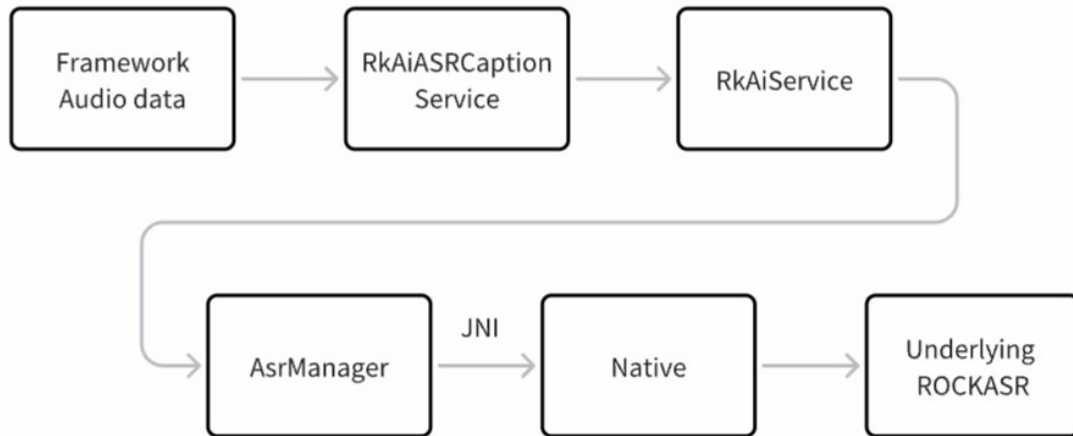 Framework
Audio data
RkAiASRCaption
Service
RkAiService
AsrManager
JNI
Native
Underlying
ROCKASR